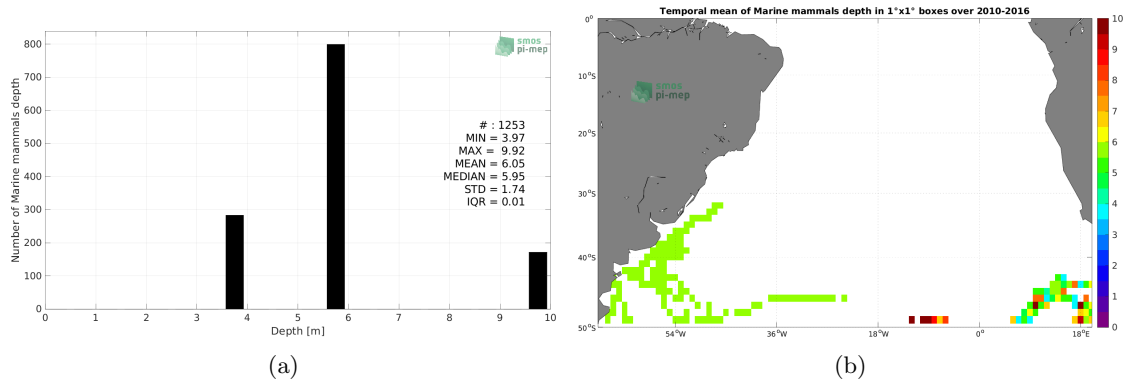 smos
pi-mep
Number of Marine mammals depth
800
700
600
500
400
300
200
100
0
# : 1253
MIN = 3.97
MAX = 9.92
MEAN = 6.05
MEDIAN = 5.95
STD = 1.74
IQR = 0.01
0 1 2 3 4 5 6 7 8 9 10
Depth [m]
(a)
Temporal mean of Marine mammals depth in 1°x1° boxes over 2010-2016
smos
pi-mep
0°
10°S
20°S
30°S
40°S
50°S
54°W 36°W 18°W 0° 18°E
10
9
8
7
6
5
4
3
2
1
0
(b)